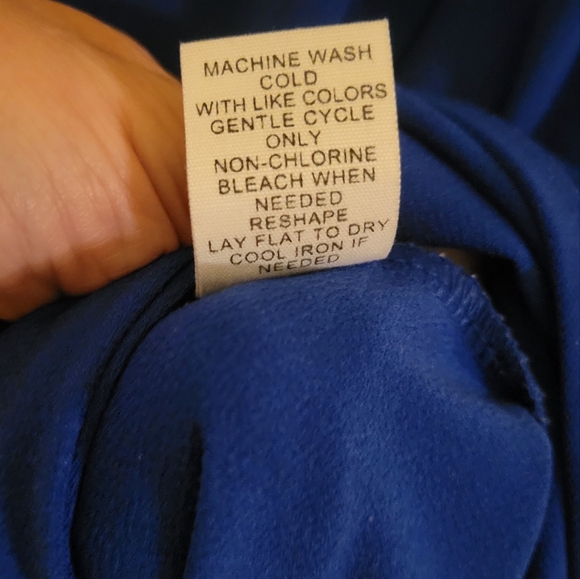 MACHINE WASH
COLD
WITH LIKE COLORS
GENTLE CYCLE
ONLY
NON-CHLORINE
BLEACH WHEN
NEEDED
RESHAPE
LAY FLAT TO DRY
COOL IRON IF
NEEDED